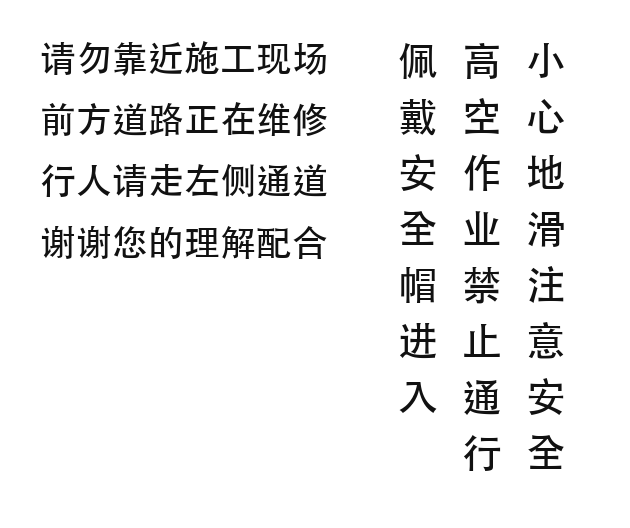 请勿靠近施工现场
前方道路正在维修
行人请走左侧通道
谢谢您的理解配合
小心地滑注意安全
高空作业禁止通行
佩戴安全帽进入